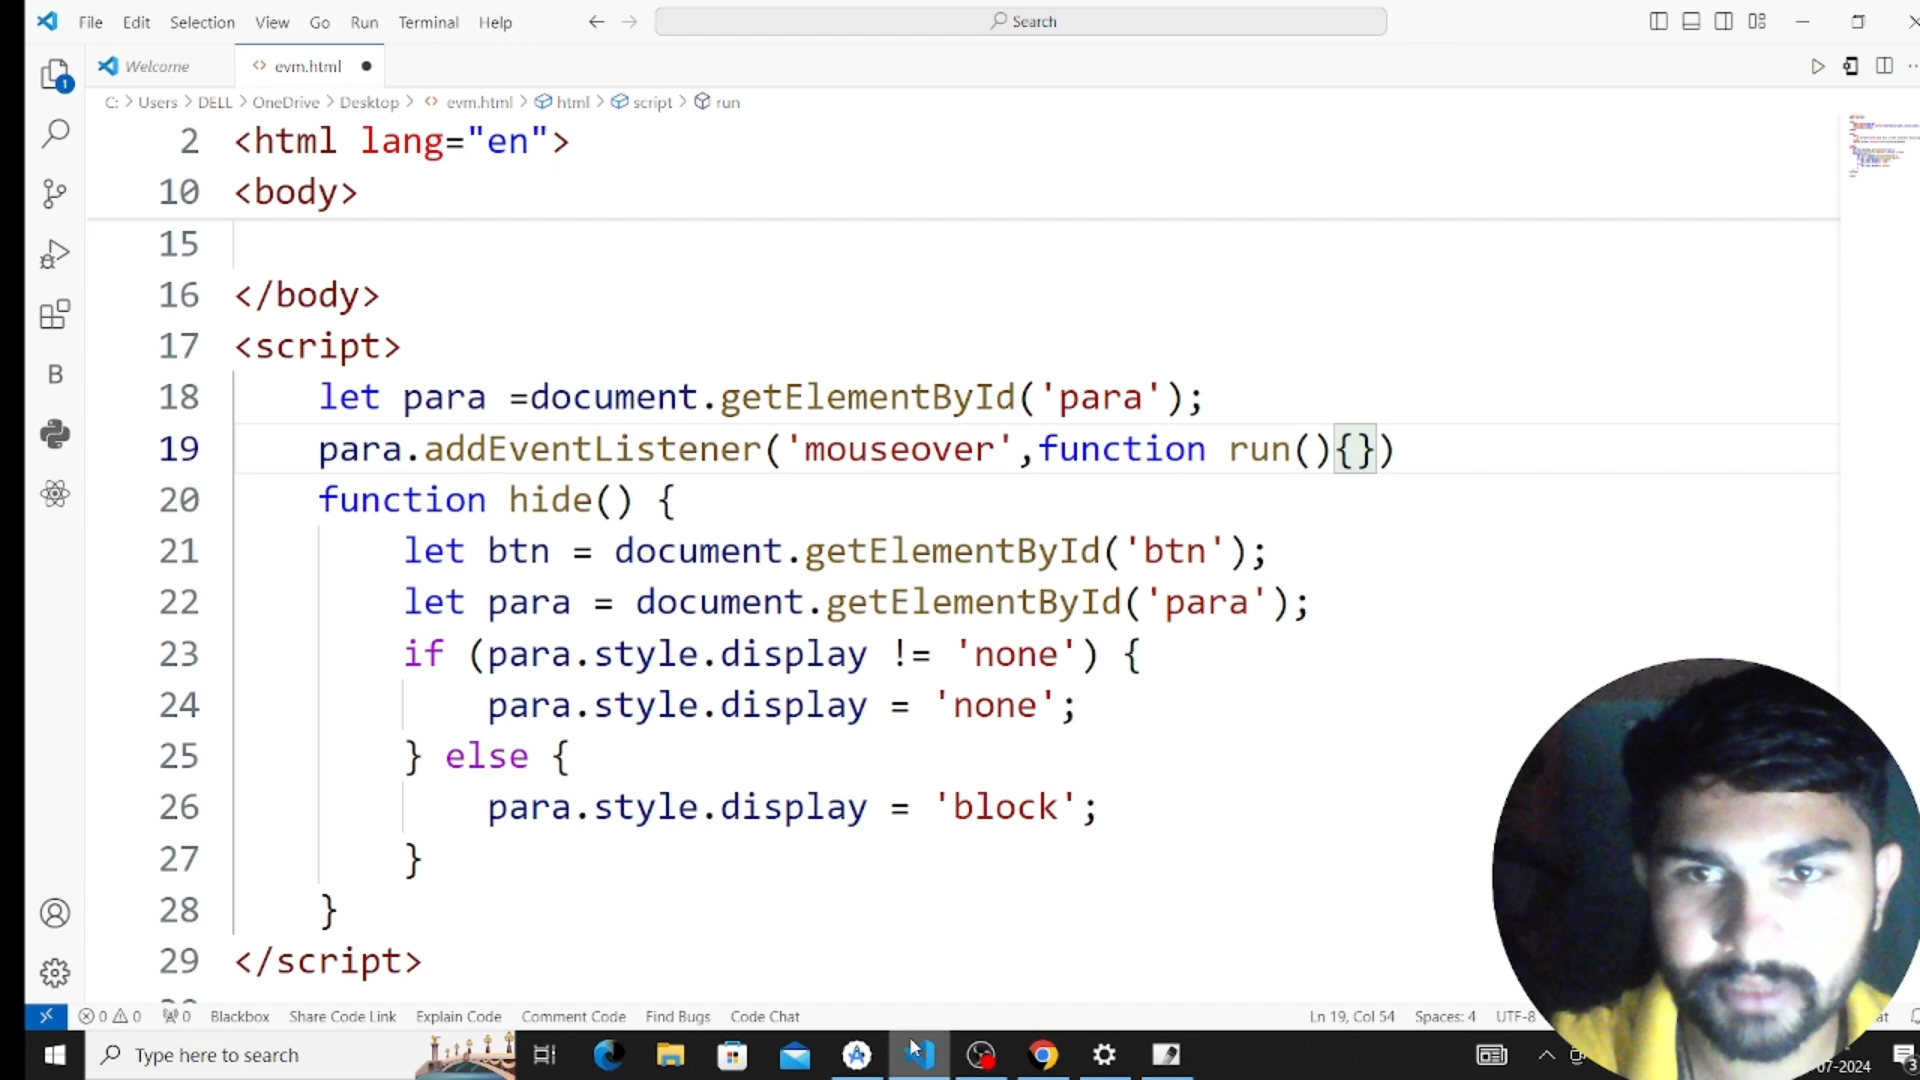 File Edit Selection View Go Run Terminal Help Search
Welcome evm.html
C: > Users > DELL > OneDrive > Desktop > evm.html > html > script > run
2 <html lang="en">
10 <body>
15
16 </body>
17 <script>
18 let para =document.getElementById('para');
19 para.addEventListener('mouseover',function run(){})
20 function hide() {
21 let btn = document.getElementById('btn');
22 let para = document.getElementById('para');
23 if (para.style.display != 'none') {
24 para.style.display = 'none';
25 } else {
26 para.style.display = 'block';
27 }
28 }
29 </script>
0 0 0 Blackbox Share Code Link Explain Code Comment Code Find Bugs Code Chat Ln 19, Col 54 Spaces: 4 UTF-8
Type here to search
07-2024